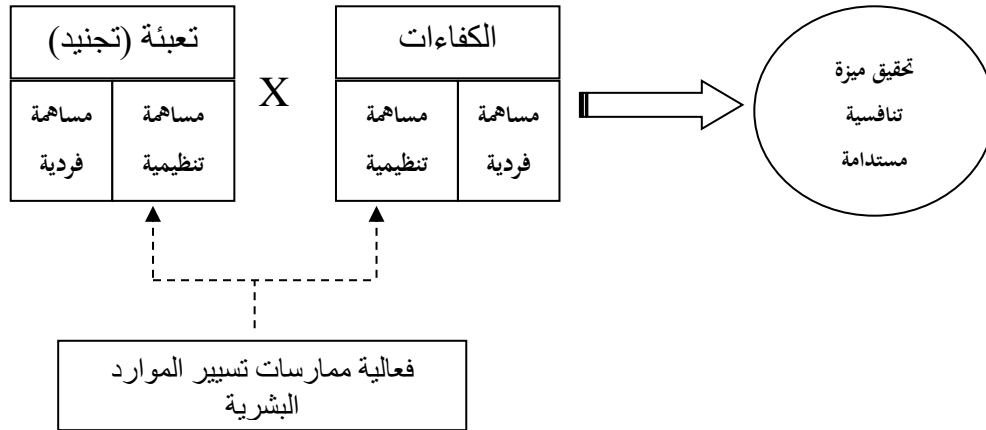 تعبئة (تجنيد)
مساهمة
فردية
مساهمة
تنظيمية
X
الكفاءات
مساهمة
تنظيمية
مساهمة
فردية
تحقيق ميزة
تنافسية
مستدامة
فعالية ممارسات تسيير الموارد
البشرية